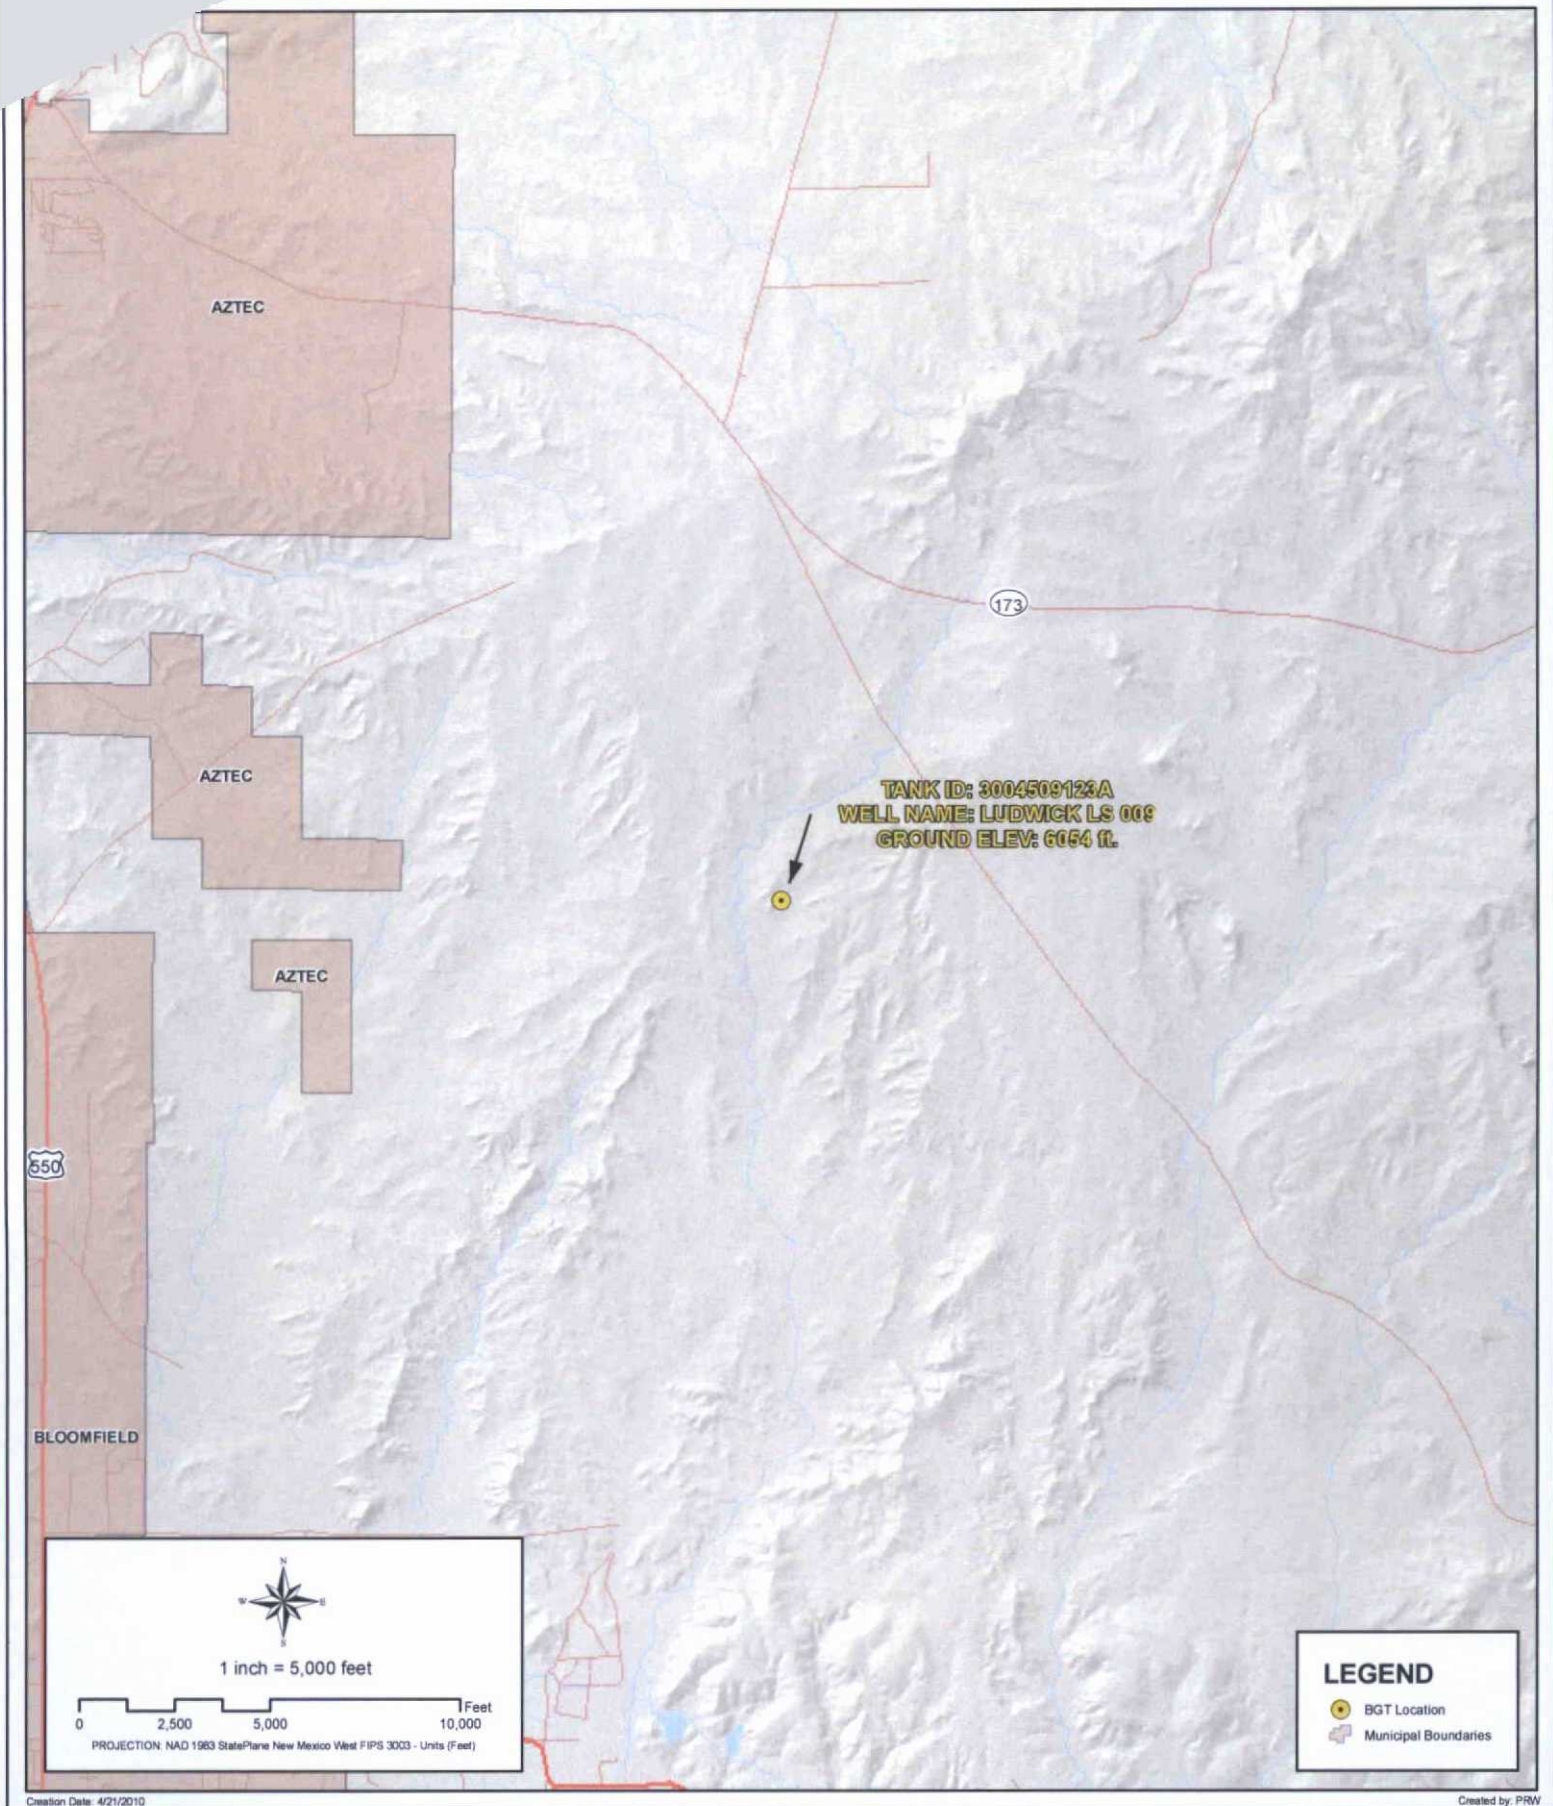 AZTEC
173
AZTEC
TANK ID: 3004509123A
WELL NAME: LUDWICK LS 009
GROUND ELEV: 6054 ft.
AZTEC
550
BLOOMFIELD
N
W E
S
1 inch = 5,000 feet
Feet
0 2,500 5,000 10,000
PROJECTION: NAD 1983 StatePlane New Mexico West FIPS 3003 - Units (Feet)
LEGEND
BGT Location
Municipal Boundaries
Creation Date: 4/21/2010
Created by: PRW